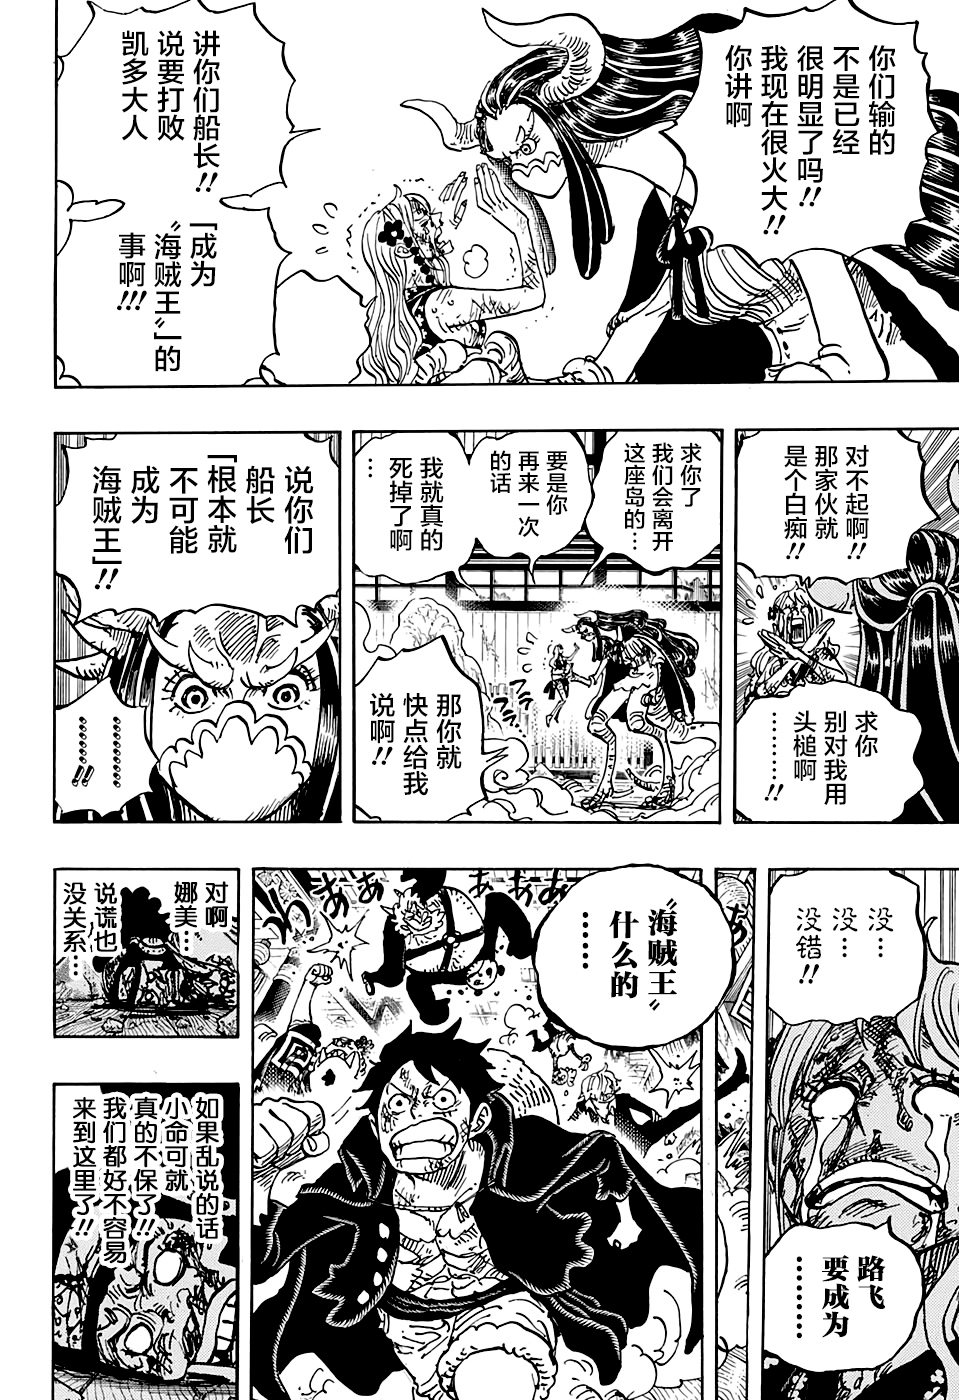 你们输的
不是已经
很明显了吗!!
我现在很火大!!
你讲啊
讲你们船长!!
说要打败
凯多大人
「成为
〝海贼王〞」的
事啊!!!
对不起啊!!
那家伙就
是个白痴!!
求你
别对我用
头槌啊
………!!
求你了
我们会离开
这座岛的…
要是你
再来一次
的话
我就真的
死掉了啊
…
那你就
快点给我
说啊!!
说你们
船长
「根本就
不可能
成为
海贼王」!!
…………
………!!
没…
没…
没错!!
路飞
要成为
……
〝海贼王〞
什么的
……
对啊
娜美…
说谎也
没关系…
如果乱说的话
小命可就
真的不保了!!
我们都好不容易
来到这里了!!